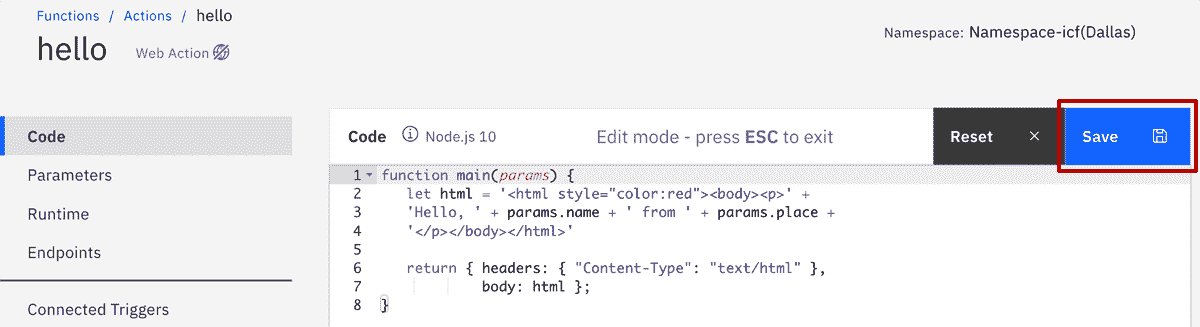 Functions / Actions / hello
hello Web Action
Namespace: Namespace-icf(Dallas)
Code
Parameters
Runtime
Endpoints
Connected Triggers
Code Node.js 10 Edit mode - press ESC to exit Reset Save
1 function main(params) {
2 let html = '<html style="color:red"><body><p>' +
3 'Hello, ' + params.name + ' from ' + params.place +
4 '</p></body></html>'
5
6 return { headers: { "Content-Type": "text/html" },
7 body: html };
8 }